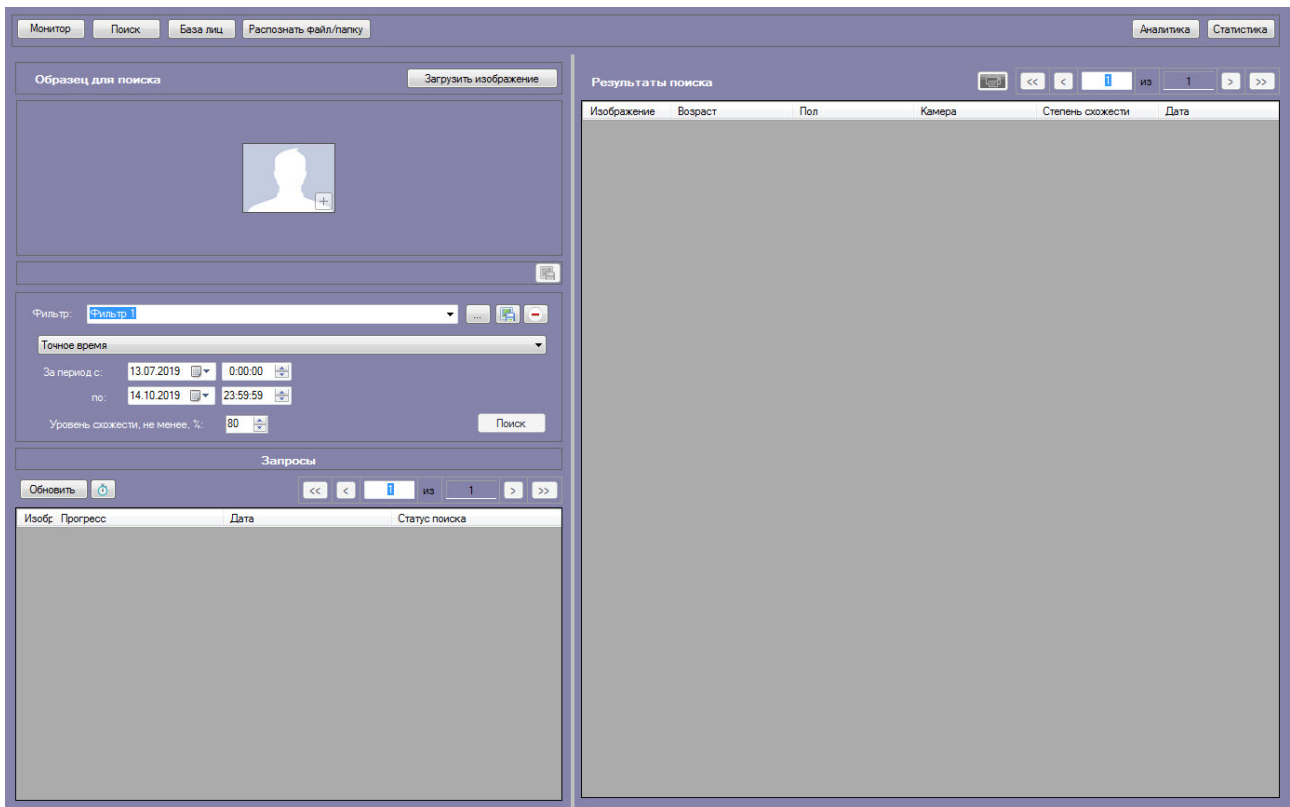 Монитор Поиск База лиц Распознать файл/папку Аналитика Статистика
Образец для поиска Загрузить изображение
Результаты поиска << < 1 из 1 > >>
Изображение Возраст Пол Камера Степень схожести Дата
Фильтр: Фильтр 1 ...
Точное время
За период с: 13.07.2019 0:00:00
по: 14.10.2019 23:59:59
Уровень схожести, не менее, %: 80 Поиск
Запросы
Обновить << < 1 из 1 > >>
Изобр Прогресс Дата Статус поиска